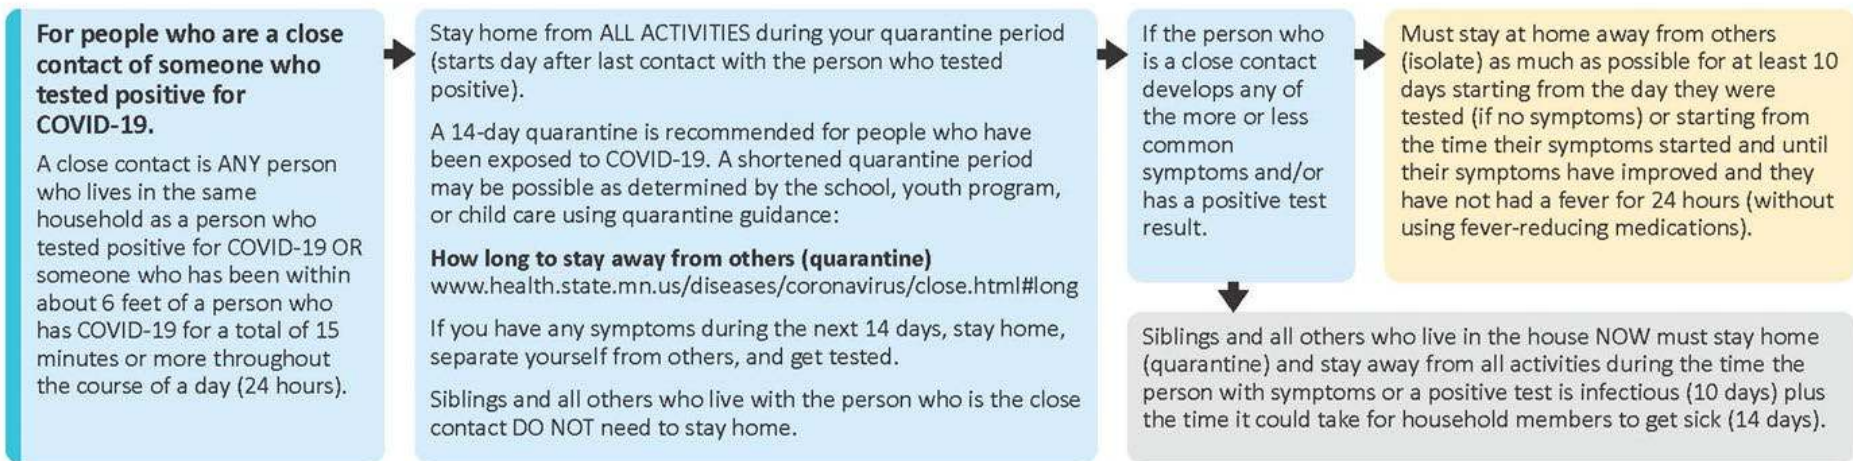 For people who are a close
contact of someone who
tested positive for
COVID-19.
A close contact is ANY person
who lives in the same
household as a person who
tested positive for COVID-19 OR
someone who has been within
about 6 feet of a person who
has COVID-19 for a total of 15
minutes or more throughout
the course of a day (24 hours).
Stay home from ALL ACTIVITIES during your quarantine period
(starts day after last contact with the person who tested
positive).
A 14-day quarantine is recommended for people who have
been exposed to COVID-19. A shortened quarantine period
may be possible as determined by the school, youth program,
or child care using quarantine guidance:
How long to stay away from others (quarantine)
www.health.state.mn.us/diseases/coronavirus/close.html#long
If you have any symptoms during the next 14 days, stay home,
separate yourself from others, and get tested.
Siblings and all others who live with the person who is the close
contact DO NOT need to stay home.
If the person who
is a close contact
develops any of
the more or less
common
symptoms and/or
has a positive test
result.
Must stay at home away from others
(isolate) as much as possible for at least 10
days starting from the day they were
tested (if no symptoms) or starting from
the time their symptoms started and until
their symptoms have improved and they
have not had a fever for 24 hours (without
using fever-reducing medications).
Siblings and all others who live in the house NOW must stay home
(quarantine) and stay away from all activities during the time the
person with symptoms or a positive test is infectious (10 days) plus
the time it could take for household members to get sick (14 days).